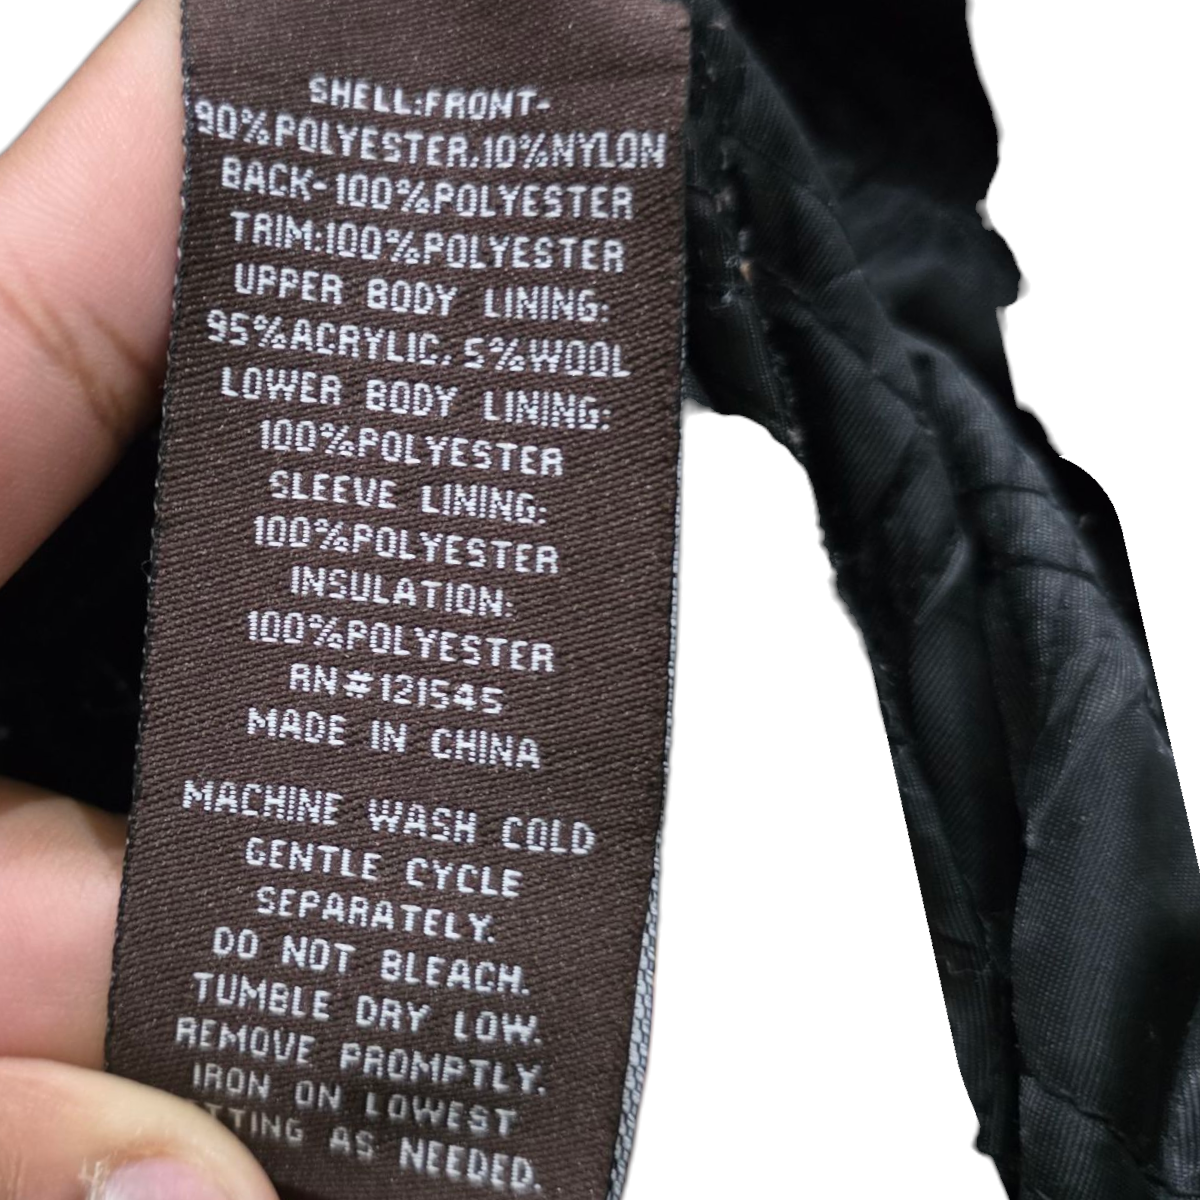 SHELL:FRONT-
90%POLYESTER,10%NYLON
BACK-100%POLYESTER
TRIM:100%POLYESTER
UPPER BODY LINING:
95%ACRYLIC, 5%WOOL
LOWER BODY LINING:
100%POLYESTER
SLEEVE LINING:
100%POLYESTER
INSULATION:
100%POLYESTER
RN#121545
MADE IN CHINA
MACHINE WASH COLD
GENTLE CYCLE
SEPARATELY.
DO NOT BLEACH.
TUMBLE DRY LOW.
REMOVE PROMPTLY.
IRON ON LOWEST
AS NEEDED.